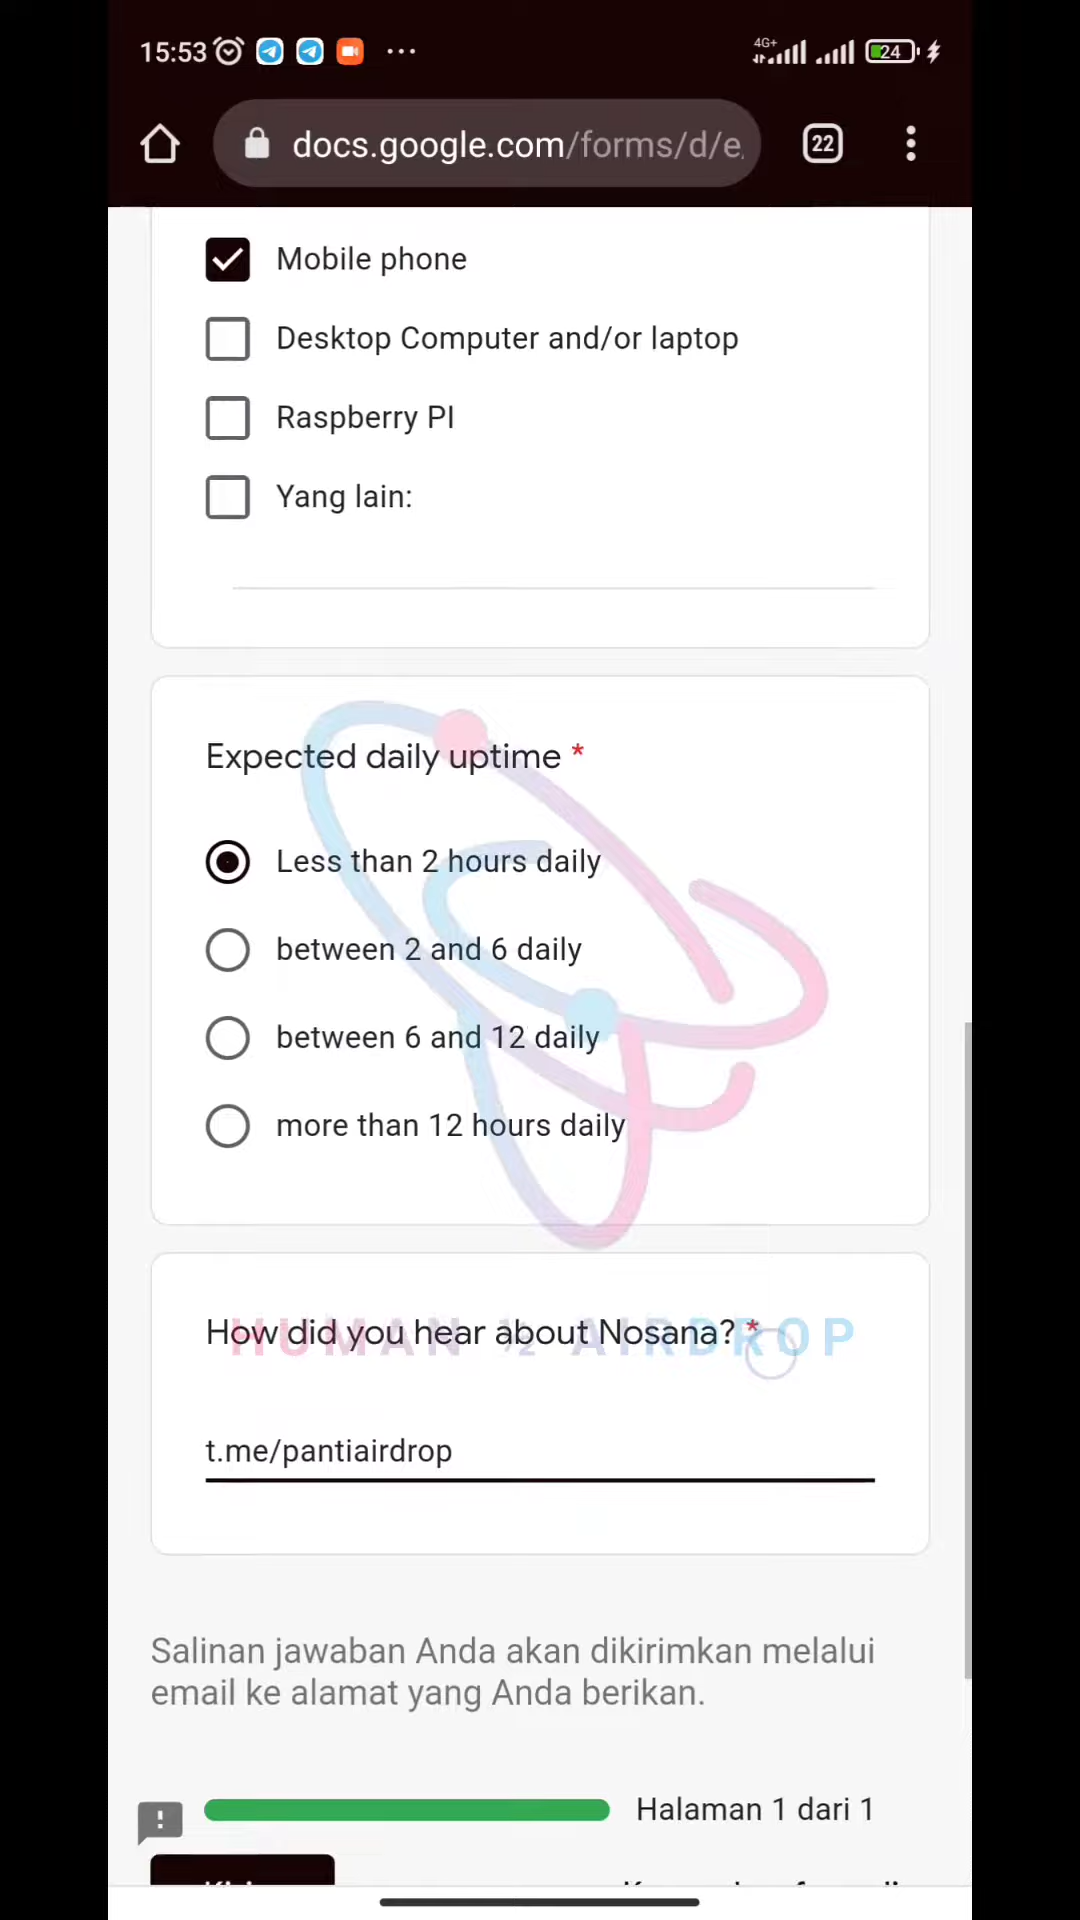 15:53
4G+
24
docs.google.com/forms/d/e
22
Mobile phone
Desktop Computer and/or laptop
Raspberry PI
Yang lain:
Expected daily uptime *
Less than 2 hours daily
between 2 and 6 daily
between 6 and 12 daily
more than 12 hours daily
How did you hear about Nosana? *
HUMAN ½ AIRDROP
t.me/pantiairdrop
Salinan jawaban Anda akan dikirimkan melalui
email ke alamat yang Anda berikan.
Halaman 1 dari 1